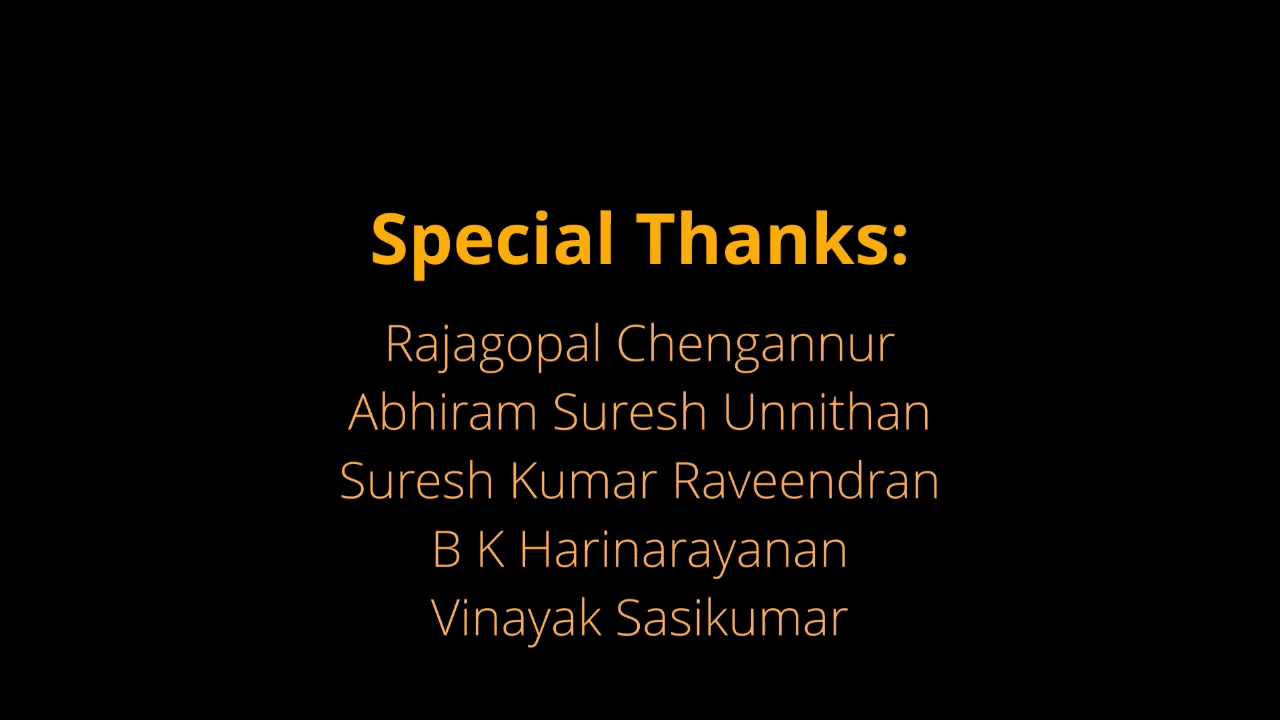 Special Thanks:
Rajagopal Chengannur
Abhiram Suresh Unnithan
Suresh Kumar Raveendran
B K Harinarayanan
Vinayak Sasikumar